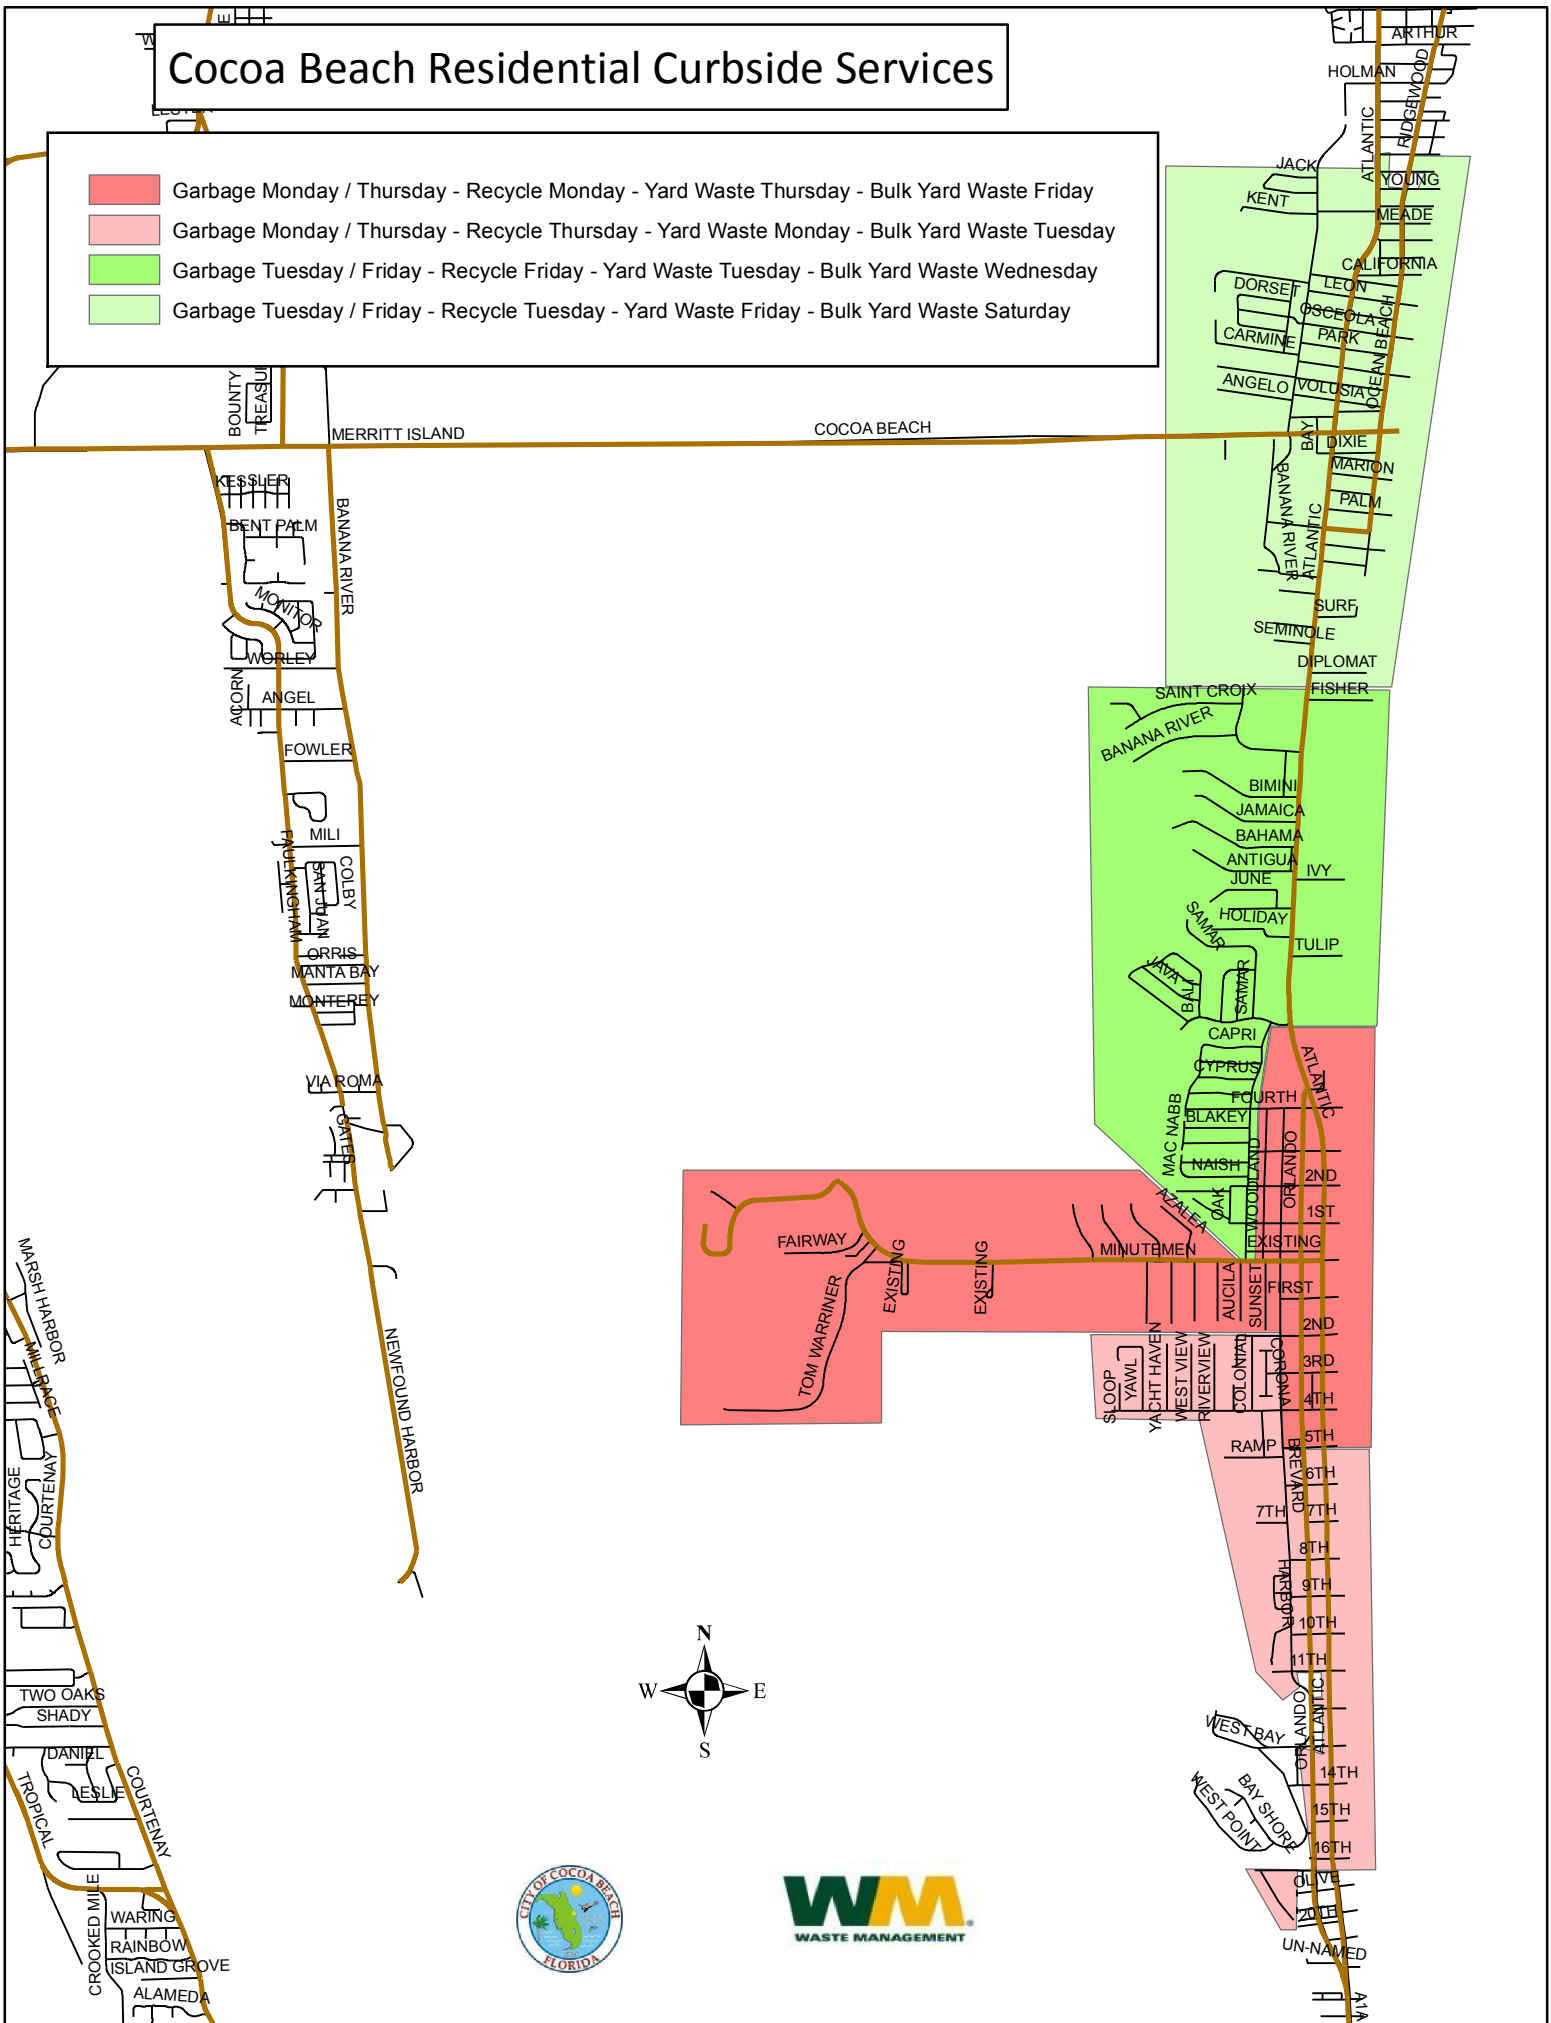 Cocoa Beach Residential Curbside Services
Garbage Monday / Thursday - Recycle Monday - Yard Waste Thursday - Bulk Yard Waste Friday
Garbage Monday / Thursday - Recycle Thursday - Yard Waste Monday - Bulk Yard Waste Tuesday
Garbage Tuesday / Friday - Recycle Friday - Yard Waste Tuesday - Bulk Yard Waste Wednesday
Garbage Tuesday / Friday - Recycle Tuesday - Yard Waste Friday - Bulk Yard Waste Saturday
ARTHUR
HOLMAN
RIDGEWOOD
ATLANTIC
JACK
YOUNG
KENT
MEADE
CALIFORNIA
DORSET
LEON
OSCEOLA
CARMINE
PARK
OCEAN BEACH
ANGELO
VOLUSIA
BOUNTY
MERRITT ISLAND
COCOA BEACH
BAY
DIXIE
MARION
BANANA RIVER
PALM
ATLANTIC
SURF
SEMINOLE
DIPLOMAT
KESSLER
BENT PALM
BANANA RIVER
MONITOR
WORLEY
ACORN
ANGEL
FOWLER
MILI
FAULKINGHAM
SAN JUAN
COLBY
ORRIS
MANTA BAY
MONTEREY
VIA ROMA
GATES
NEWFOUND HARBOR
SAINT CROIX
FISHER
BANANA RIVER
BIMINI
JAMAICA
BAHAMA
ANTIGUA
IVY
JUNE
HOLIDAY
SAMAR
TULIP
JAVA
BALI
SAMAR
CAPRI
CYPRUS
ATLANTIC
FOURTH
MAC NABB
BLAKEY
NAISH
WOODLAND
ORLANDO
2ND
OAK
AZALEA
1ST
EXISTING
MINUTEMEN
FAIRWAY
EXISTING
EXISTING
TOM WARRINER
AUCILA
SUNSET
FIRST
2ND
SLOOP
YAWL
YACHT HAVEN
WEST VIEW
RIVERVIEW
COLONIAL
CORONA
3RD
4TH
RAMP
BREVARD
5TH
6TH
7TH
7TH
8TH
HARBOR
9TH
10TH
11TH
ORLANDO
ATLANTIC
WEST BAY
14TH
WEST POINT
BAY SHORE
15TH
16TH
OLIVE
20TH
UN-NAMED
A1A
MARSH HARBOR
MILLRACE
HERITAGE
COURTENAY
TWO OAKS
SHADY
DANIEL
LESLIE
TROPICAL
COURTENAY
CROOKED MILE
WARING
RAINBOW
ISLAND GROVE
ALAMEDA
N
W
E
S
CITY OF COCOA BEACH
FLORIDA
WM
WASTE MANAGEMENT